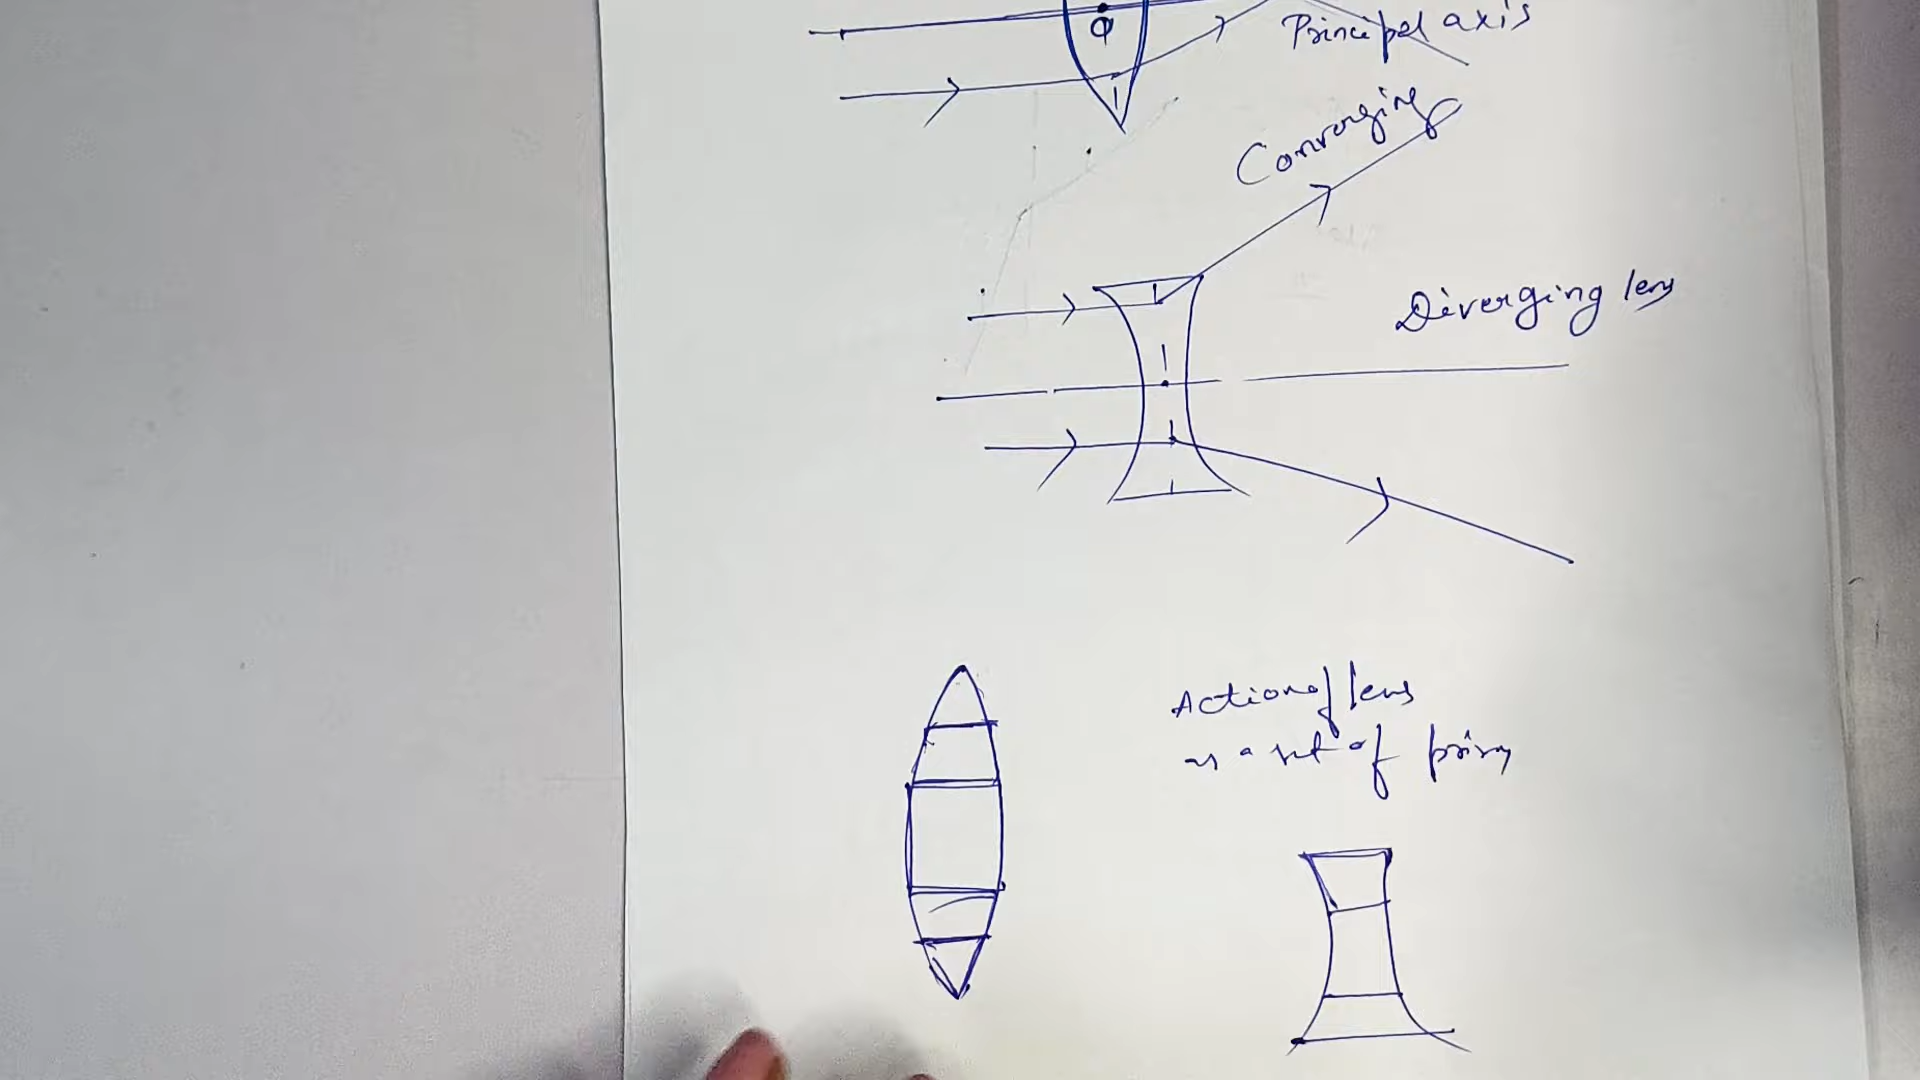 Principal axis
Converging
Diverging lens
Action of lens
as a set of prism